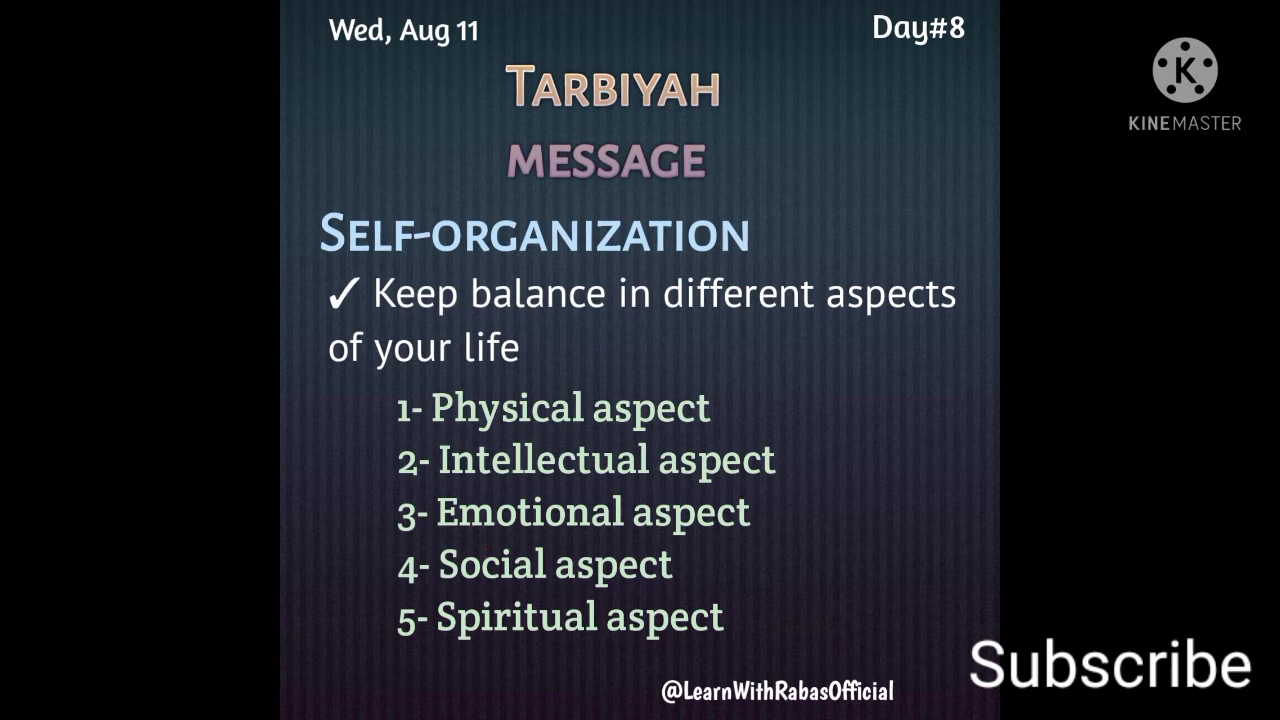 Wed, Aug 11
Day#8
TARBIYAH
MESSAGE
SELF-ORGANIZATION
✓ Keep balance in different aspects
of your life
1- Physical aspect
2- Intellectual aspect
3- Emotional aspect
4- Social aspect
5- Spiritual aspect
@LearnWithRabasOfficial
K
KINEMASTER
Subscribe